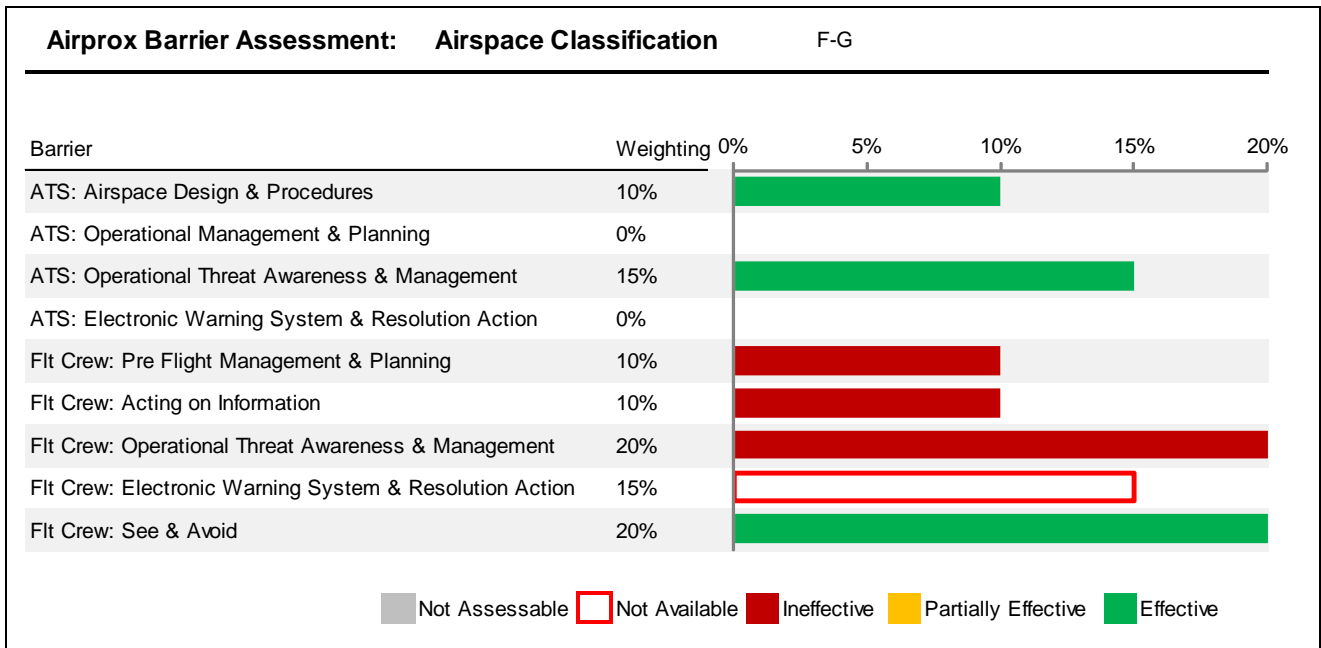 Airprox Barrier Assessment: Airspace Classification F-G
Barrier Weighting 0% 5% 10% 15% 20%
ATS: Airspace Design & Procedures 10%
ATS: Operational Management & Planning 0%
ATS: Operational Threat Awareness & Management 15%
ATS: Electronic Warning System & Resolution Action 0%
Flt Crew: Pre Flight Management & Planning 10%
Flt Crew: Acting on Information 10%
Flt Crew: Operational Threat Awareness & Management 20%
Flt Crew: Electronic Warning System & Resolution Action 15%
Flt Crew: See & Avoid 20%
Not Assessable Not Available Ineffective Partially Effective Effective